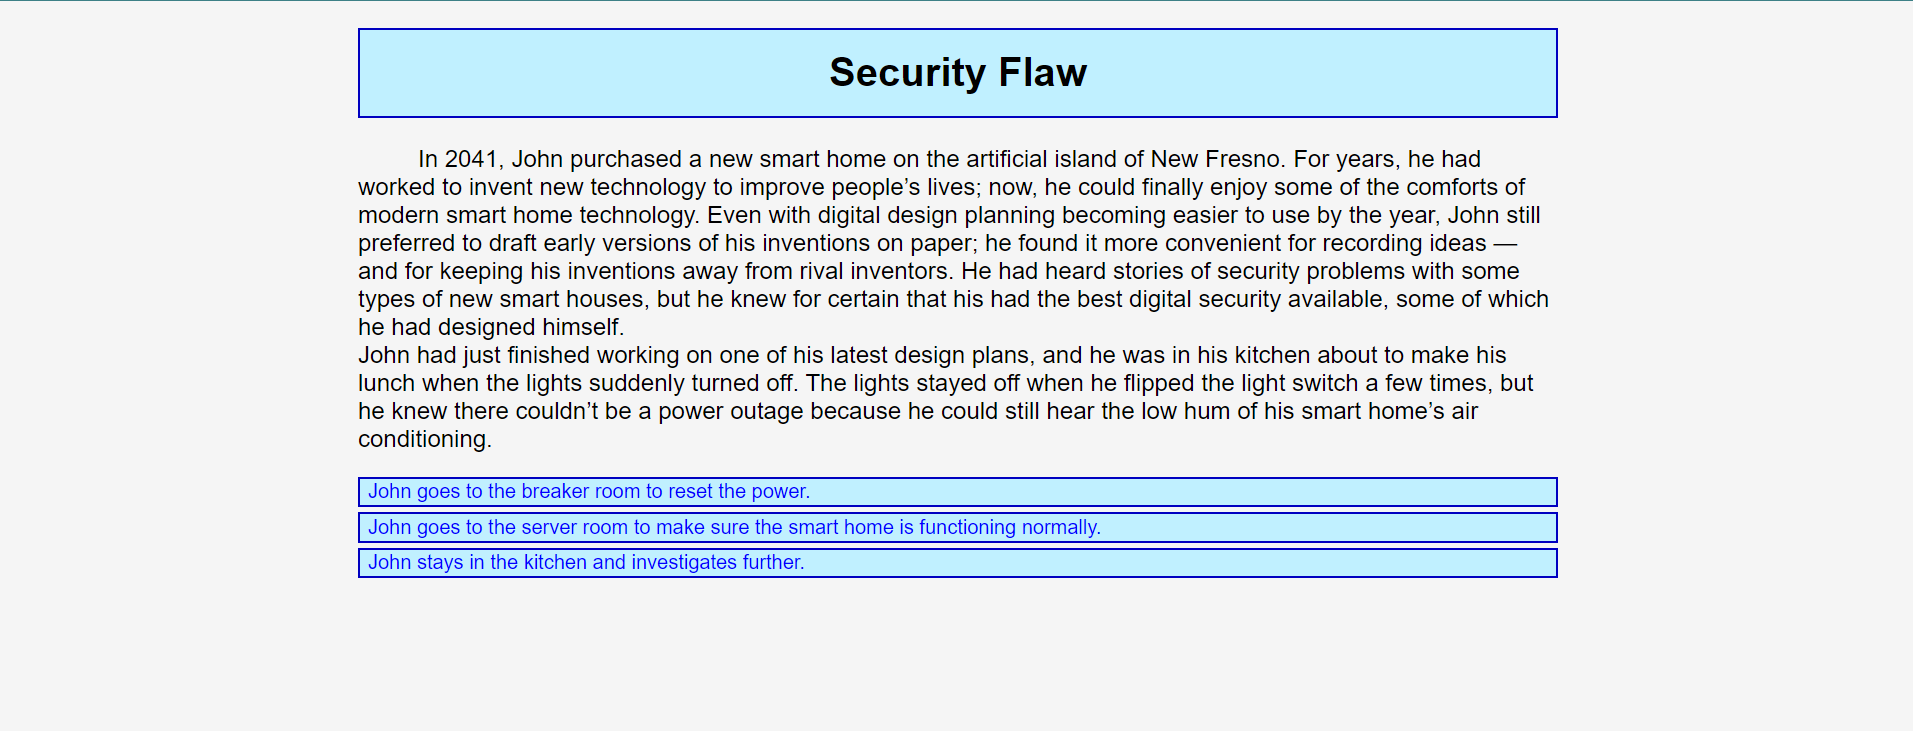 Security Flaw
In 2041, John purchased a new smart home on the artificial island of New Fresno. For years, he had
worked to invent new technology to improve people’s lives; now, he could finally enjoy some of the comforts of
modern smart home technology. Even with digital design planning becoming easier to use by the year, John still
preferred to draft early versions of his inventions on paper; he found it more convenient for recording ideas —
and for keeping his inventions away from rival inventors. He had heard stories of security problems with some
types of new smart houses, but he knew for certain that his had the best digital security available, some of which
he had designed himself.
John had just finished working on one of his latest design plans, and he was in his kitchen about to make his
lunch when the lights suddenly turned off. The lights stayed off when he flipped the light switch a few times, but
he knew there couldn’t be a power outage because he could still hear the low hum of his smart home’s air
conditioning.
John goes to the breaker room to reset the power.
John goes to the server room to make sure the smart home is functioning normally.
John stays in the kitchen and investigates further.